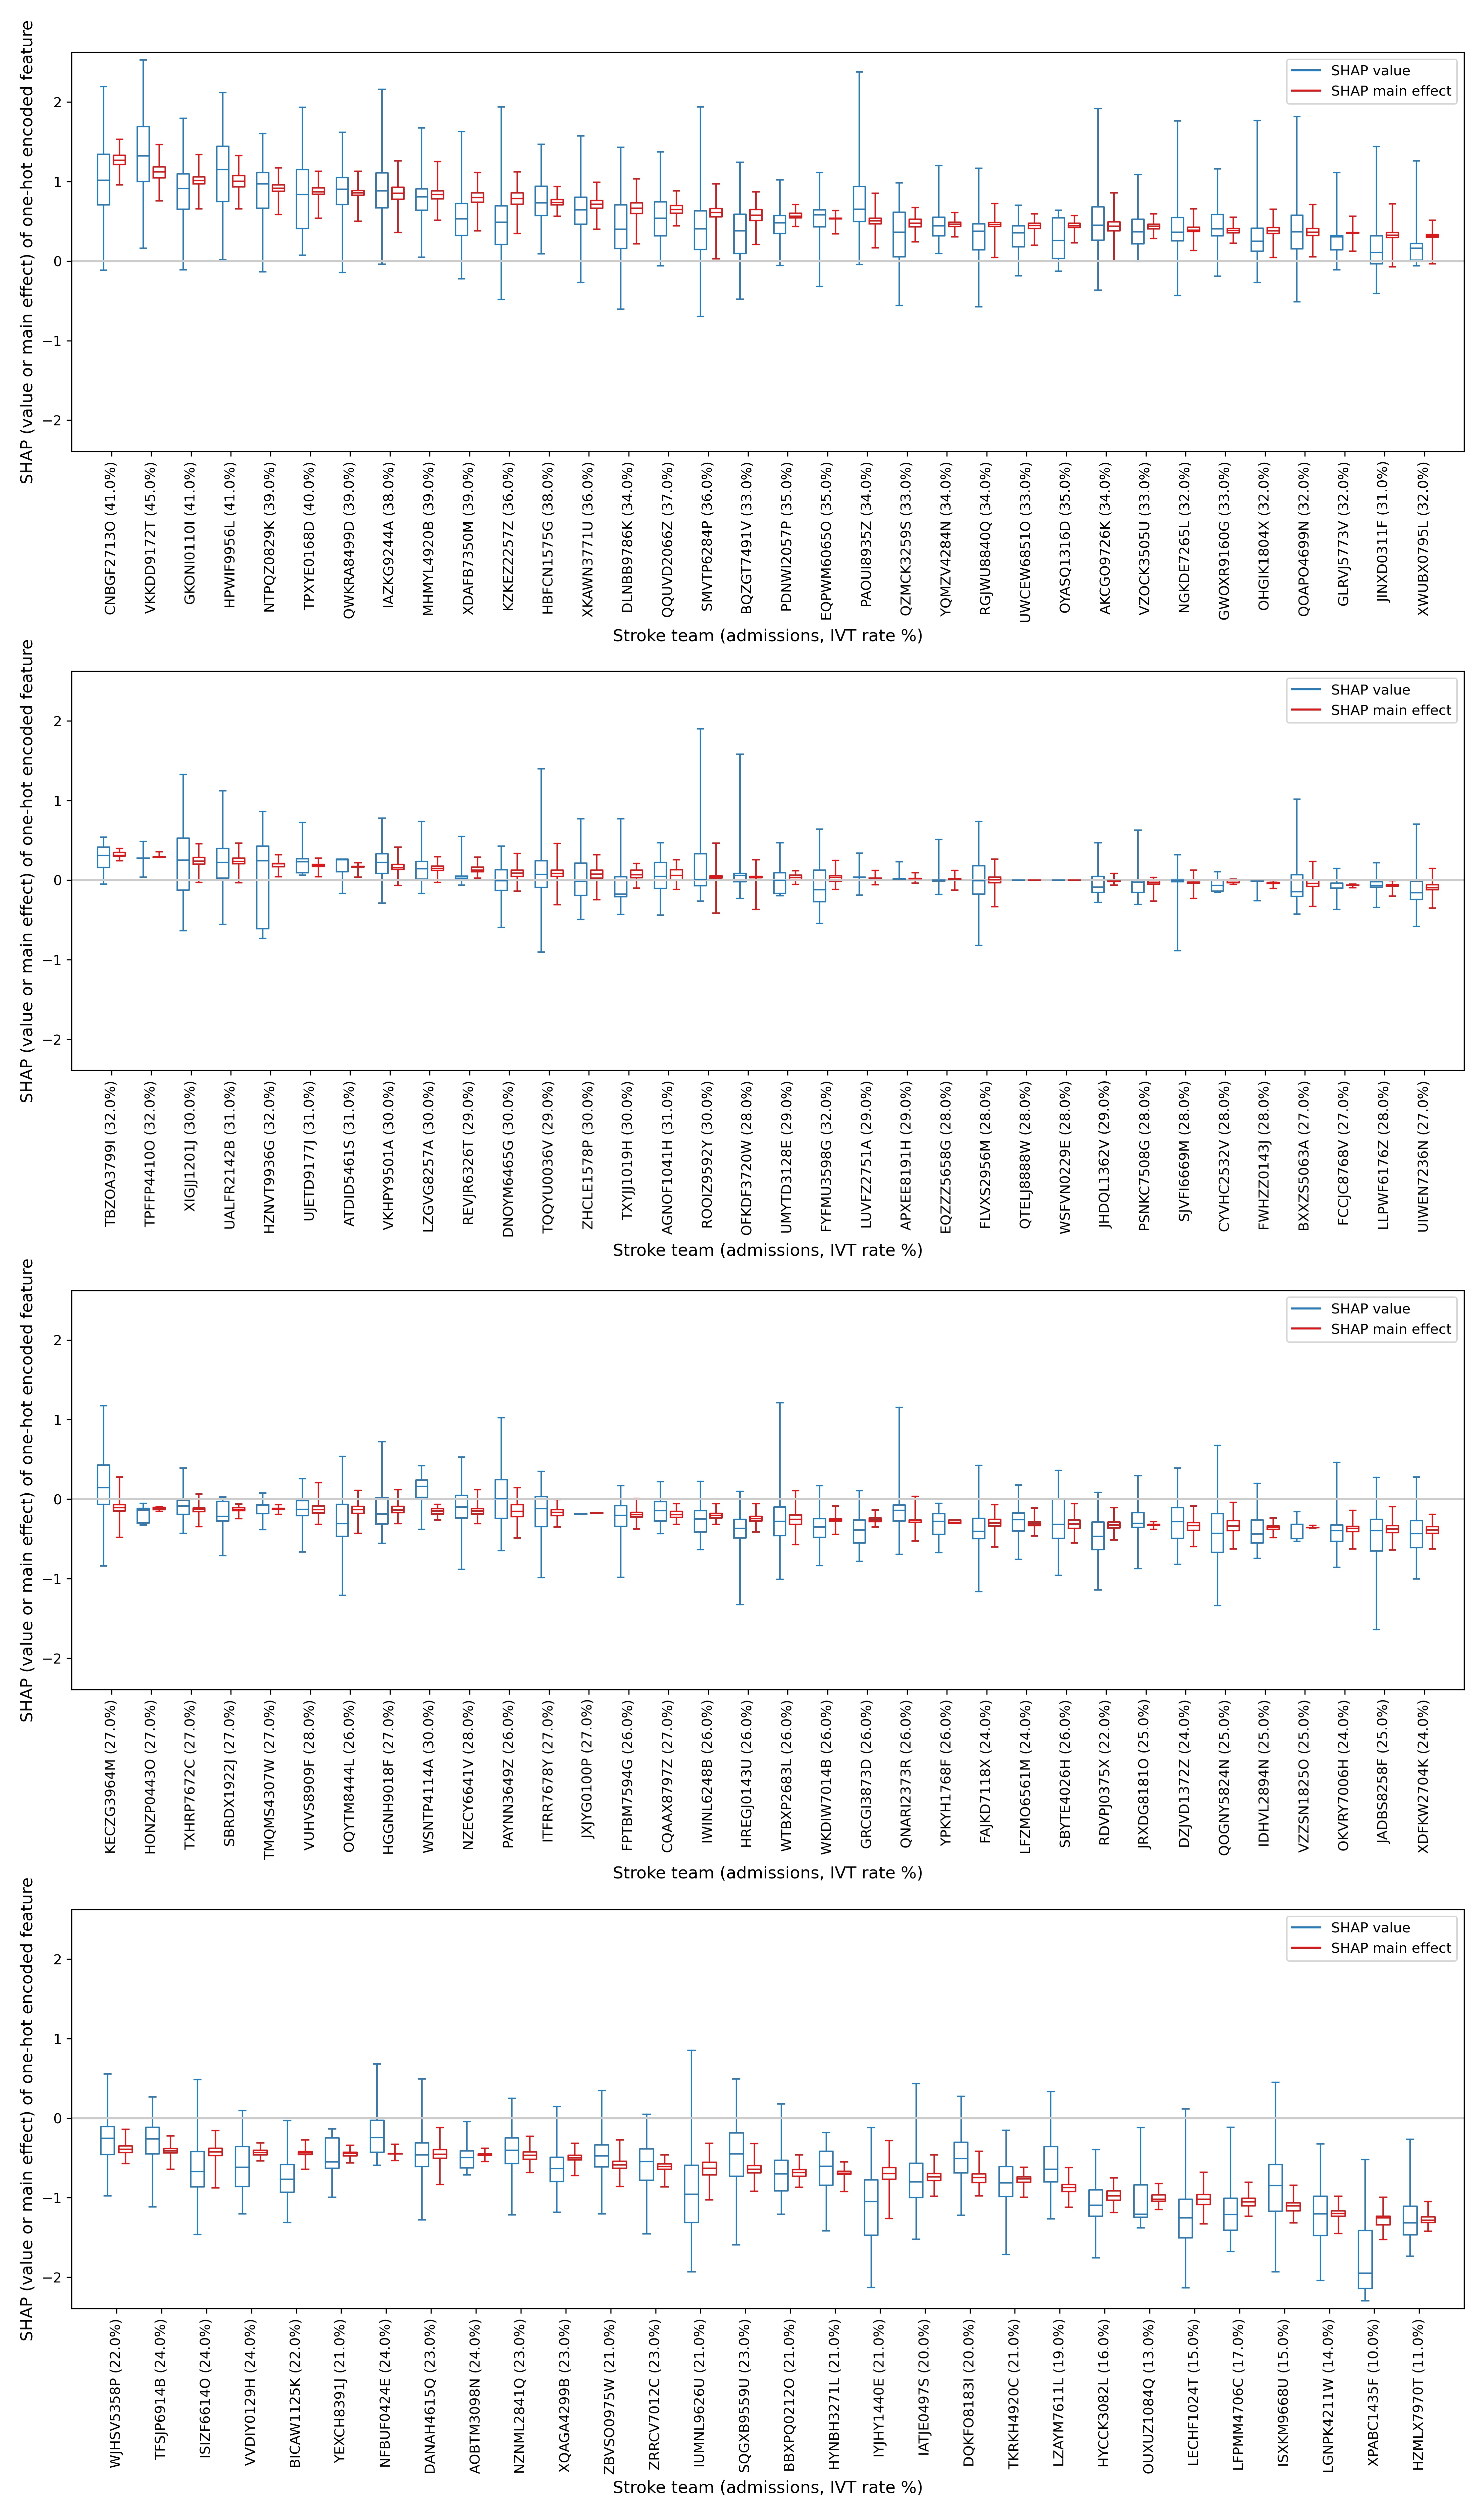 SHAP (value or main effect) of one-hot encoded feature
2
1
0
−1
−2
SHAP value
SHAP main effect
CNBGF2713O (41.0%)
VKKDD9172T (45.0%)
GKONI0110I (41.0%)
HPWIF9956L (41.0%)
NTPQZ0829K (39.0%)
TPXYE0168D (40.0%)
QWKRA8499D (39.0%)
IAZKG9244A (38.0%)
MHMYL4920B (39.0%)
XDAFB7350M (39.0%)
KZKEZ2257Z (36.0%)
HBFCN1575G (38.0%)
XKAWN3771U (36.0%)
DLNBB9786K (34.0%)
QQUVD2066Z (37.0%)
SMVTP6284P (36.0%)
BQZGT7491V (33.0%)
PDNWI2057P (35.0%)
EQPWM6065O (35.0%)
PAOUI8935Z (34.0%)
QZMCK3259S (33.0%)
YQMZV4284N (34.0%)
RGJWU8840Q (34.0%)
UWCEW6851O (33.0%)
OYASQ1316D (35.0%)
AKCGO9726K (34.0%)
VZOCK3505U (33.0%)
NGKDE7265L (32.0%)
GWOXR9160G (33.0%)
OHGIK1804X (32.0%)
QOAPO4699N (32.0%)
GLRVJ5773V (32.0%)
JINXD0311F (31.0%)
XWUBX0795L (32.0%)
Stroke team (admissions, IVT rate %)
SHAP (value or main effect) of one-hot encoded feature
2
1
0
−1
−2
SHAP value
SHAP main effect
TBZOA3799I (32.0%)
TPFFP4410O (32.0%)
XIGJJ1201J (30.0%)
UALFR2142B (31.0%)
HZNVT9936G (32.0%)
UJETD9177J (31.0%)
ATDID5461S (31.0%)
VKHPY9501A (30.0%)
LZGVG8257A (30.0%)
REVJR6326T (29.0%)
DNOYM6465G (30.0%)
TQQYU0036V (29.0%)
ZHCLE1578P (30.0%)
TXYJJ1019H (30.0%)
AGNOF1041H (31.0%)
ROOIZ9592Y (30.0%)
OFKDF3720W (28.0%)
UMYTD3128E (29.0%)
FYFMU3598G (32.0%)
LUVFZ2751A (29.0%)
APXEE8191H (29.0%)
EQZZZ5658G (28.0%)
FLVXS2956M (28.0%)
QTELJ8888W (28.0%)
WSFVN0229E (28.0%)
JHDQL1362V (29.0%)
PSNKC7508G (28.0%)
SJVFI6669M (28.0%)
CYVHC2532V (28.0%)
FWHZZ0143J (28.0%)
BXXZS5063A (27.0%)
FCCJC8768V (27.0%)
LLPWF6176Z (28.0%)
UIWEN7236N (27.0%)
Stroke team (admissions, IVT rate %)
SHAP (value or main effect) of one-hot encoded feature
2
1
0
−1
−2
SHAP value
SHAP main effect
KECZG3964M (27.0%)
HONZP0443O (27.0%)
TXHRP7672C (27.0%)
SBRDX1922J (27.0%)
TMQMS4307W (27.0%)
VUHVS8909F (28.0%)
OQYTM8444L (26.0%)
HGGNH9018F (27.0%)
WSNTP4114A (30.0%)
NZECY6641V (28.0%)
PAYNN3649Z (26.0%)
ITFRR7678Y (27.0%)
JXJYG0100P (27.0%)
FPTBM7594G (26.0%)
CQAAX8797Z (27.0%)
IWINL6248B (26.0%)
HREGJ0143U (26.0%)
WTBXP2683L (26.0%)
WKDIW7014B (26.0%)
GRCGI3873D (26.0%)
QNARI2373R (26.0%)
YPKYH1768F (26.0%)
FAJKD7118X (24.0%)
LFZMO6561M (24.0%)
SBYTE4026H (26.0%)
RDVPJ0375X (22.0%)
JRXDG8181O (25.0%)
DZJVD1372Z (24.0%)
QOGNY5824N (25.0%)
IDHVL2894N (25.0%)
VZZSN1825O (25.0%)
OKVRY7006H (24.0%)
JADBS8258F (25.0%)
XDFKW2704K (24.0%)
Stroke team (admissions, IVT rate %)
SHAP (value or main effect) of one-hot encoded feature
2
1
0
−1
−2
SHAP value
SHAP main effect
WJHSV5358P (22.0%)
TFSJP6914B (24.0%)
ISIZF6614O (24.0%)
VVDIY0129H (24.0%)
BICAW1125K (22.0%)
YEXCH8391J (21.0%)
NFBUF0424E (24.0%)
DANAH4615Q (23.0%)
AOBTM3098N (24.0%)
NZNML2841Q (23.0%)
XQAGA4299B (23.0%)
ZBVSO0975W (21.0%)
ZRRCV7012C (23.0%)
IUMNL9626U (21.0%)
SQGXB9559U (23.0%)
BBXPQ0212O (21.0%)
HYNBH3271L (21.0%)
IYJHY1440E (21.0%)
IATJE0497S (20.0%)
DQKFO8183I (20.0%)
TKRKH4920C (21.0%)
LZAYM7611L (19.0%)
HYCCK3082L (16.0%)
OUXUZ1084Q (13.0%)
LECHF1024T (15.0%)
LFPMM4706C (17.0%)
ISXKM9668U (15.0%)
LGNPK4211W (14.0%)
XPABC1435F (10.0%)
HZMLX7970T (11.0%)
Stroke team (admissions, IVT rate %)